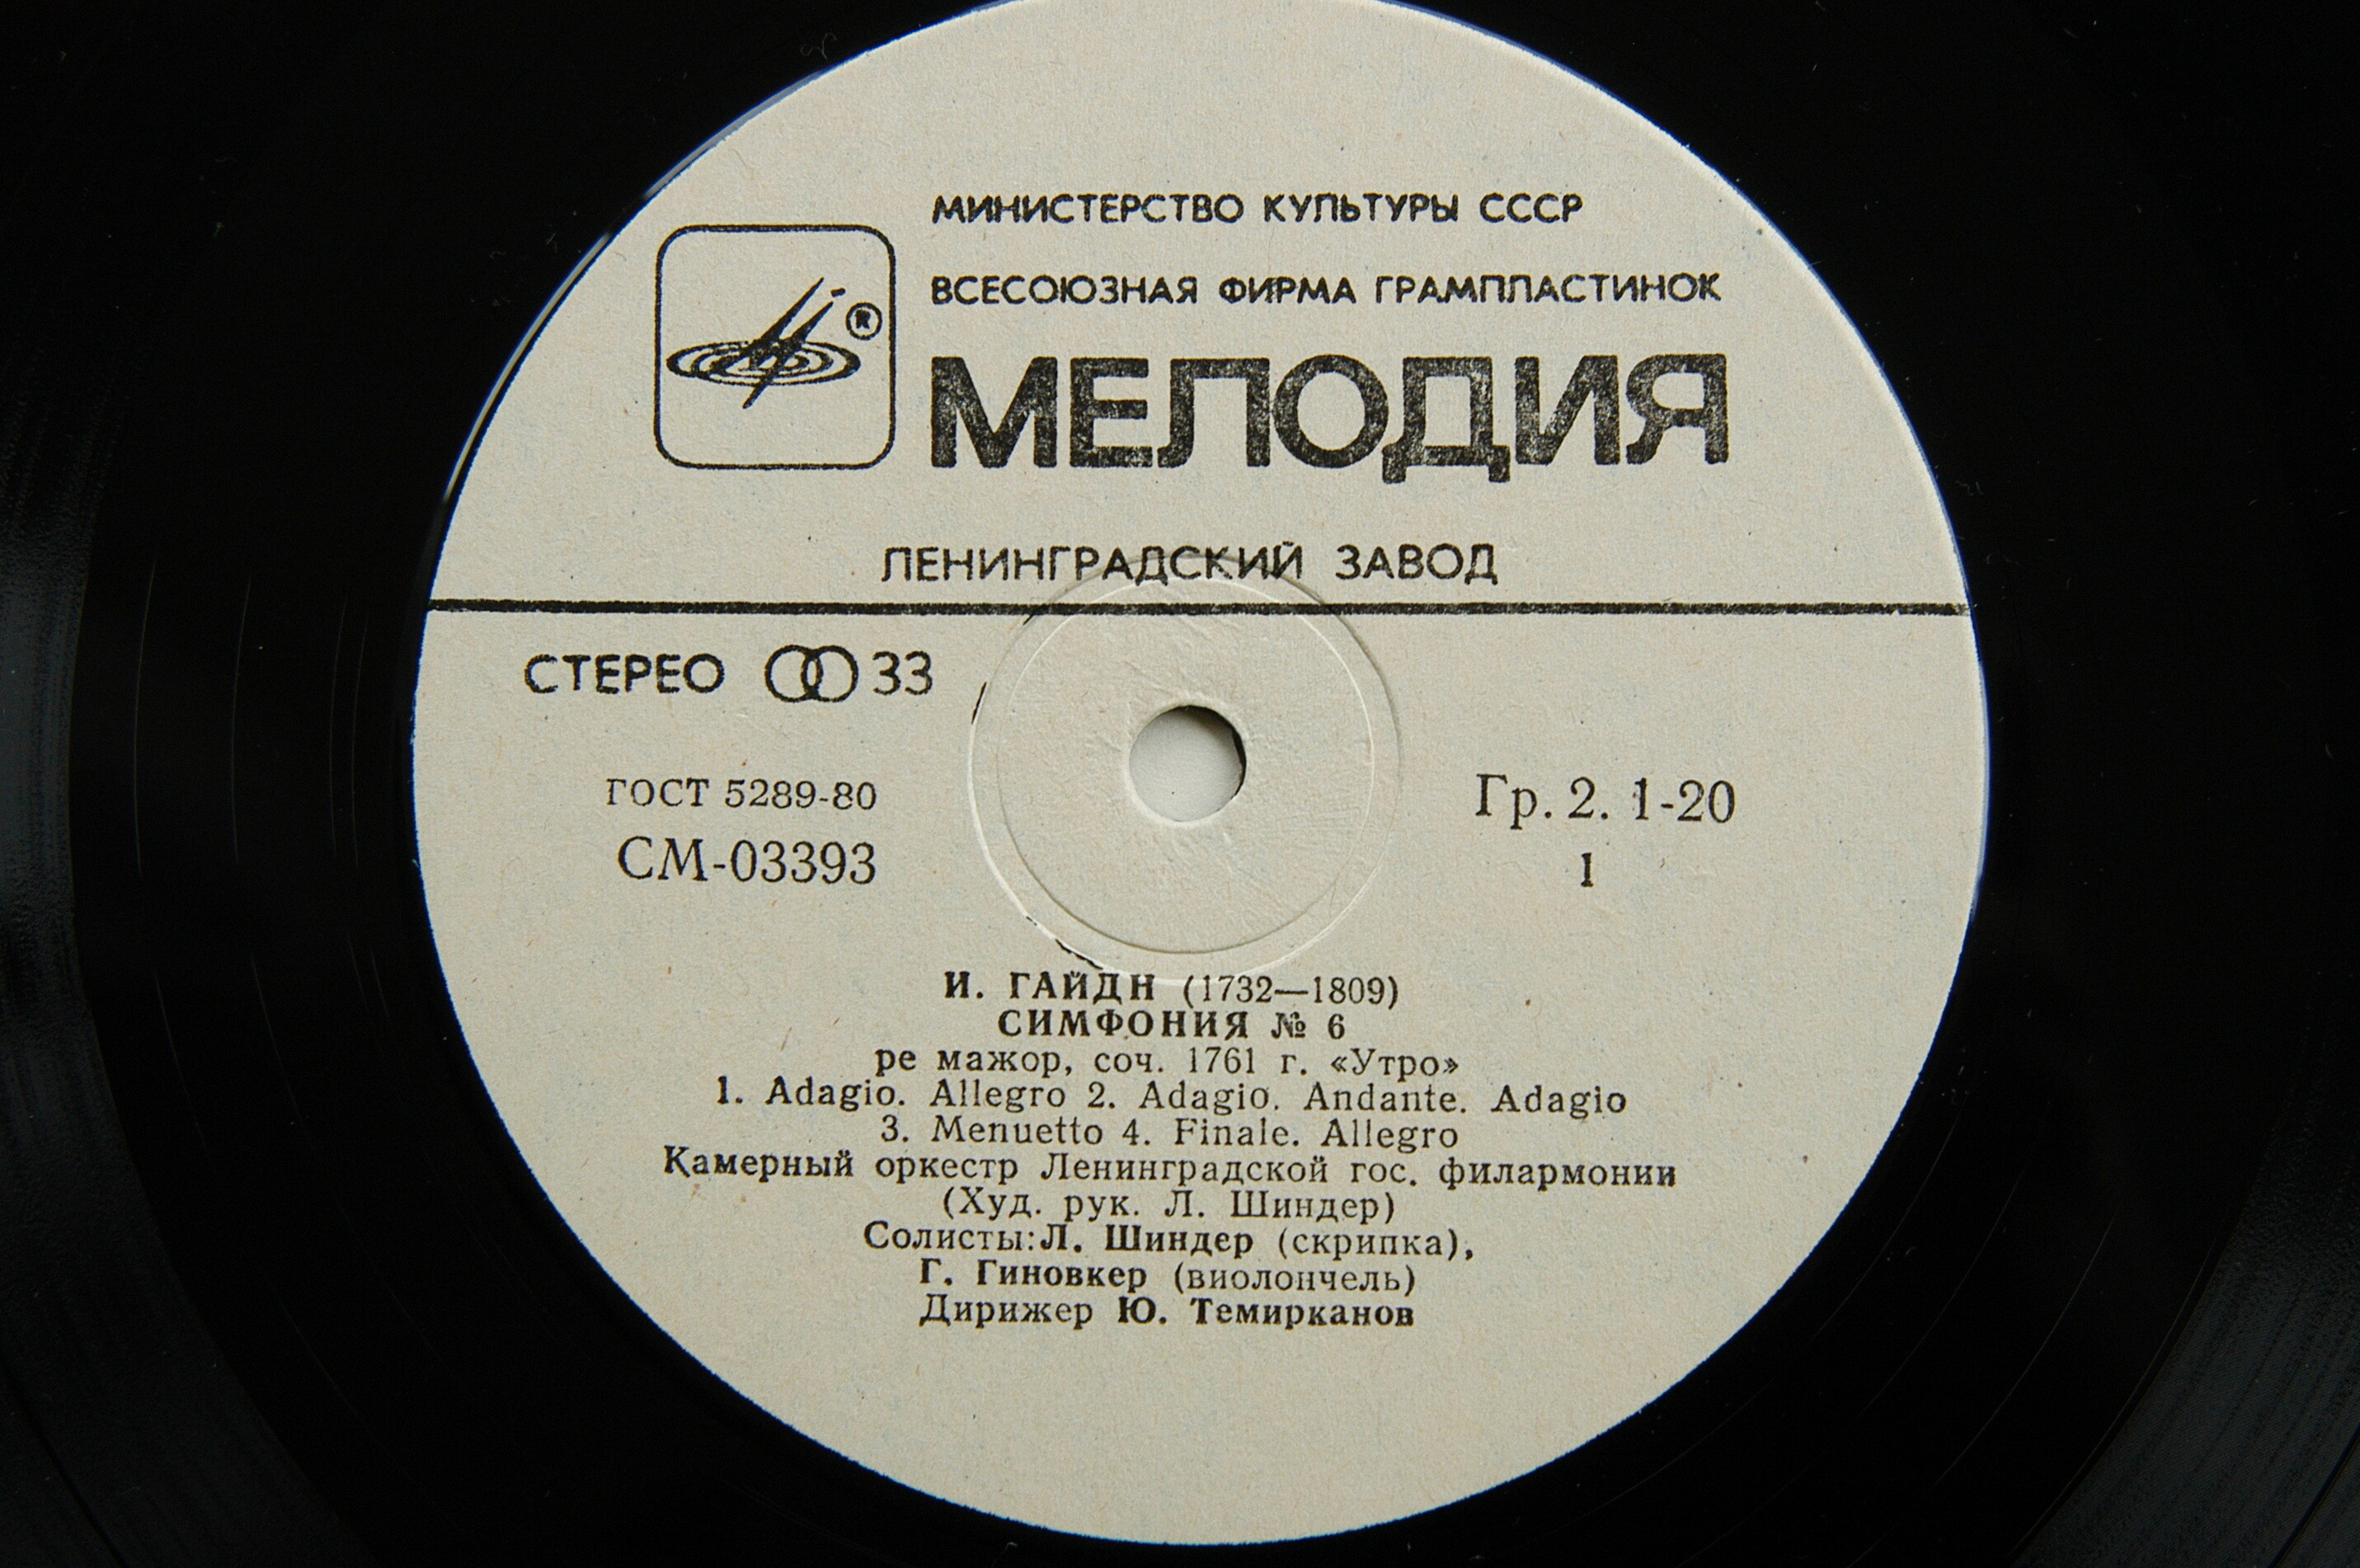 МИНИСТЕРСТВО КУЛЬТУРЫ СССР
ВСЕСОЮЗНАЯ ФИРМА ГРАМПЛАСТИНОК
®
МЕЛОДИЯ
ЛЕНИНГРАДСКИЙ ЗАВОД
СТЕРЕО 33
ГОСТ 5289-80
СМ-03393
Гр. 2. 1-20
1
И. ГАЙДН (1732—1809)
СИМФОНИЯ № 6
ре мажор, соч. 1761 г. «Утро»
1. Adagio. Allegro 2. Adagio. Andante. Adagio
3. Menuetto 4. Finale. Allegro
Камерный оркестр Ленинградской гос. филармонии
(Худ. рук. Л. Шиндер)
Солисты: Л. Шиндер (скрипка),
Г. Гиновкер (виолончель)
Дирижер Ю. Темирканов